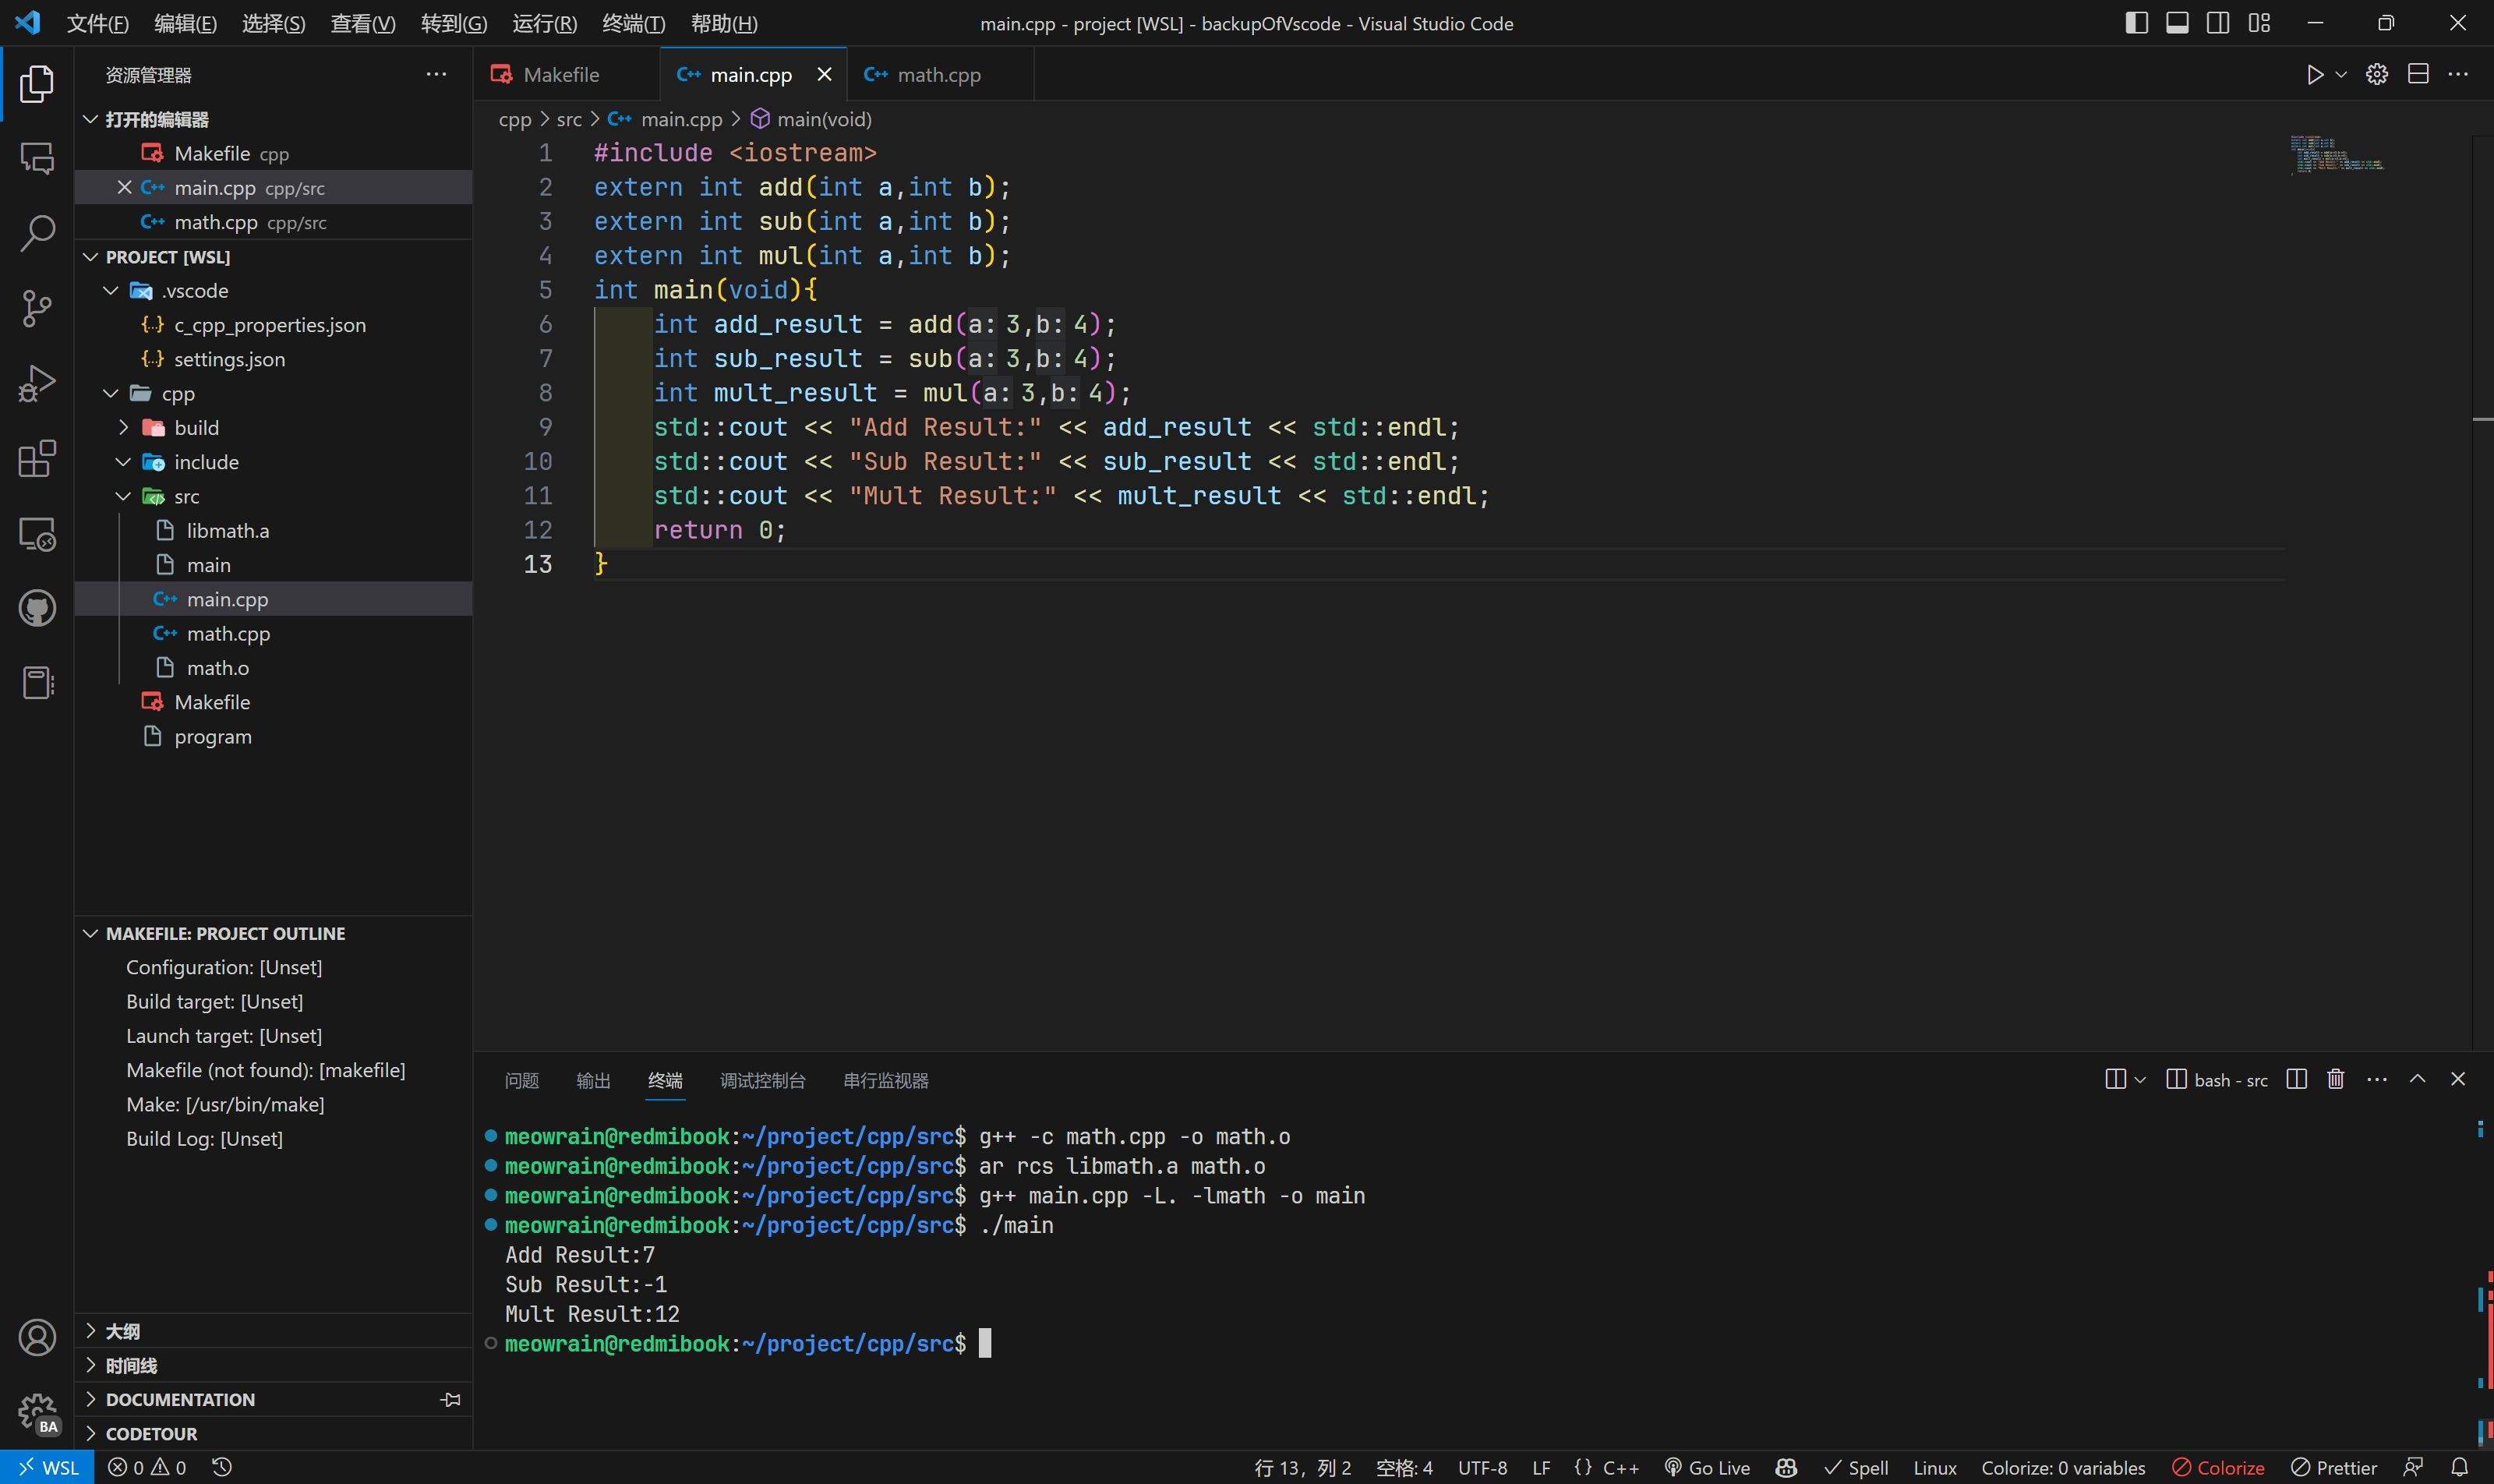 文件(F) 编辑(E) 选择(S) 查看(V) 转到(G) 运行(R) 终端(T) 帮助(H) main.cpp - project [WSL] - backupOfVscode - Visual Studio Code
资源管理器
打开的编辑器
Makefile cpp
main.cpp cpp/src
math.cpp cpp/src
PROJECT [WSL]
.vscode
c_cpp_properties.json
settings.json
cpp
build
include
src
libmath.a
main
main.cpp
math.cpp
math.o
Makefile
program
MAKEFILE: PROJECT OUTLINE
Configuration: [Unset]
Build target: [Unset]
Launch target: [Unset]
Makefile (not found): [makefile]
Make: [/usr/bin/make]
Build Log: [Unset]
大纲
时间线
DOCUMENTATION
CODETOUR
BA
Makefile main.cpp math.cpp
cpp > src > main.cpp > main(void)
1 #include <iostream>
2 extern int add(int a,int b);
3 extern int sub(int a,int b);
4 extern int mul(int a,int b);
5 int main(void){
6 int add_result = add(a: 3,b: 4);
7 int sub_result = sub(a: 3,b: 4);
8 int mult_result = mul(a: 3,b: 4);
9 std::cout << "Add Result:" << add_result << std::endl;
10 std::cout << "Sub Result:" << sub_result << std::endl;
11 std::cout << "Mult Result:" << mult_result << std::endl;
12 return 0;
13 }
问题 输出 终端 调试控制台 串行监视器 bash - src
meowrain@redmibook:~/project/cpp/src$ g++ -c math.cpp -o math.o
meowrain@redmibook:~/project/cpp/src$ ar rcs libmath.a math.o
meowrain@redmibook:~/project/cpp/src$ g++ main.cpp -L. -lmath -o main
meowrain@redmibook:~/project/cpp/src$ ./main
Add Result:7
Sub Result:-1
Mult Result:12
meowrain@redmibook:~/project/cpp/src$
WSL 0 0 行 13，列 2 空格: 4 UTF-8 LF {} C++ Go Live Spell Linux Colorize: 0 variables Colorize Prettier